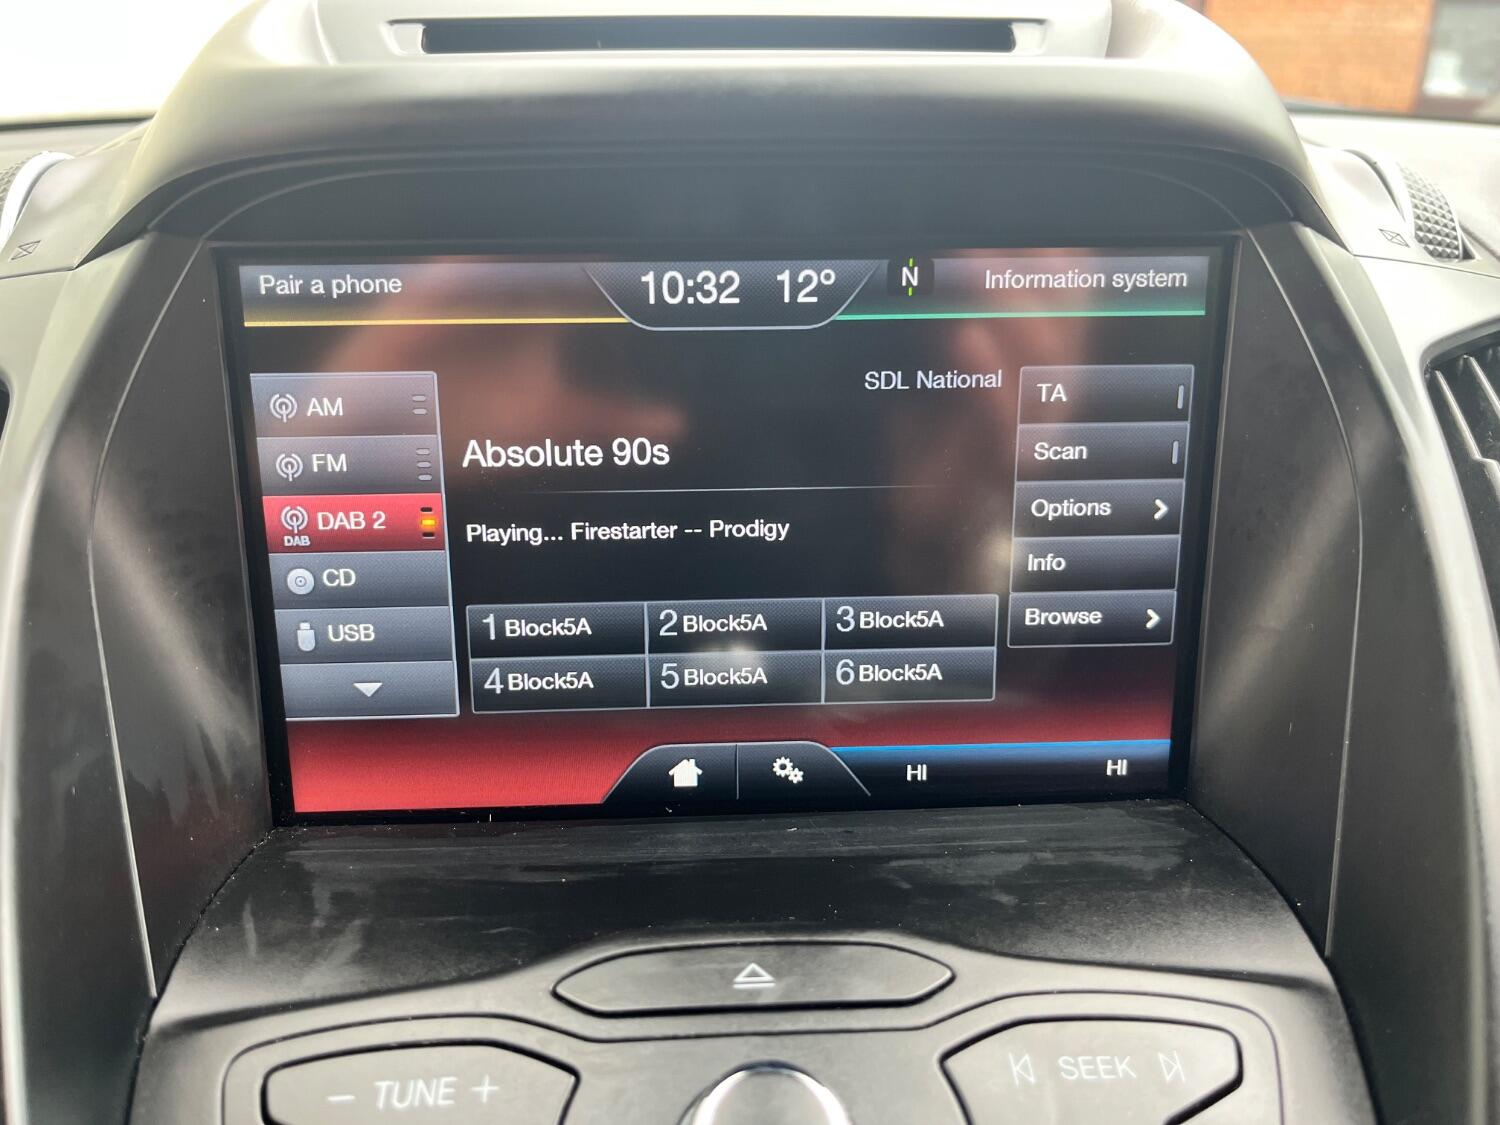 Pair a phone
10:32 12º
N
Information system
SDL National
AM
FM
DAB 2
DAB
CD
USB
Absolute 90s
Playing... Firestarter -- Prodigy
1 Block5A
2 Block5A
3 Block5A
4 Block5A
5 Block5A
6 Block5A
TA
Scan
Options
Info
Browse
HI
HI
– TUNE +
SEEK